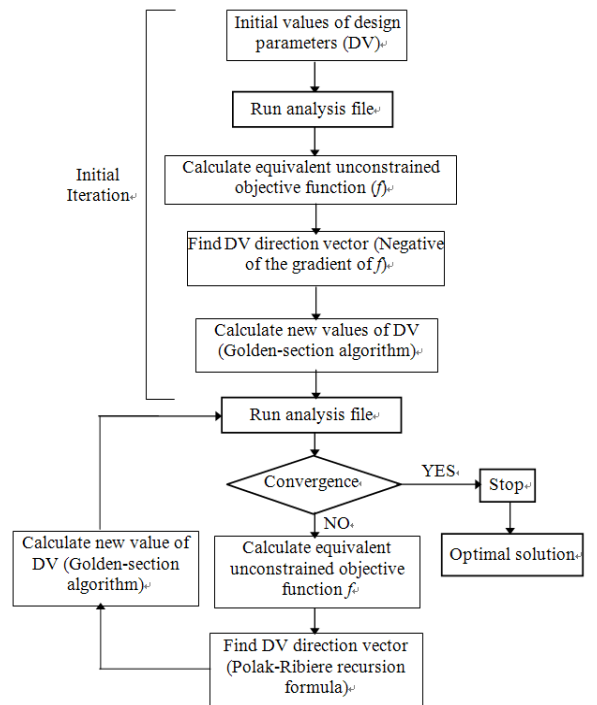 Initial values of design
parameters (DV)
Run analysis file
Calculate equivalent unconstrained
objective function (f)
Initial
Iteration
Find DV direction vector (Negative
of the gradient of f)
Calculate new values of DV
(Golden-section algorithm)
Run analysis file
Convergence
YES
Stop
NO
Optimal solution
Calculate new value of
DV (Golden-section
algorithm)
Calculate equivalent
unconstrained objective
function f
Find DV direction vector
(Polak-Ribiere recursion
formula)